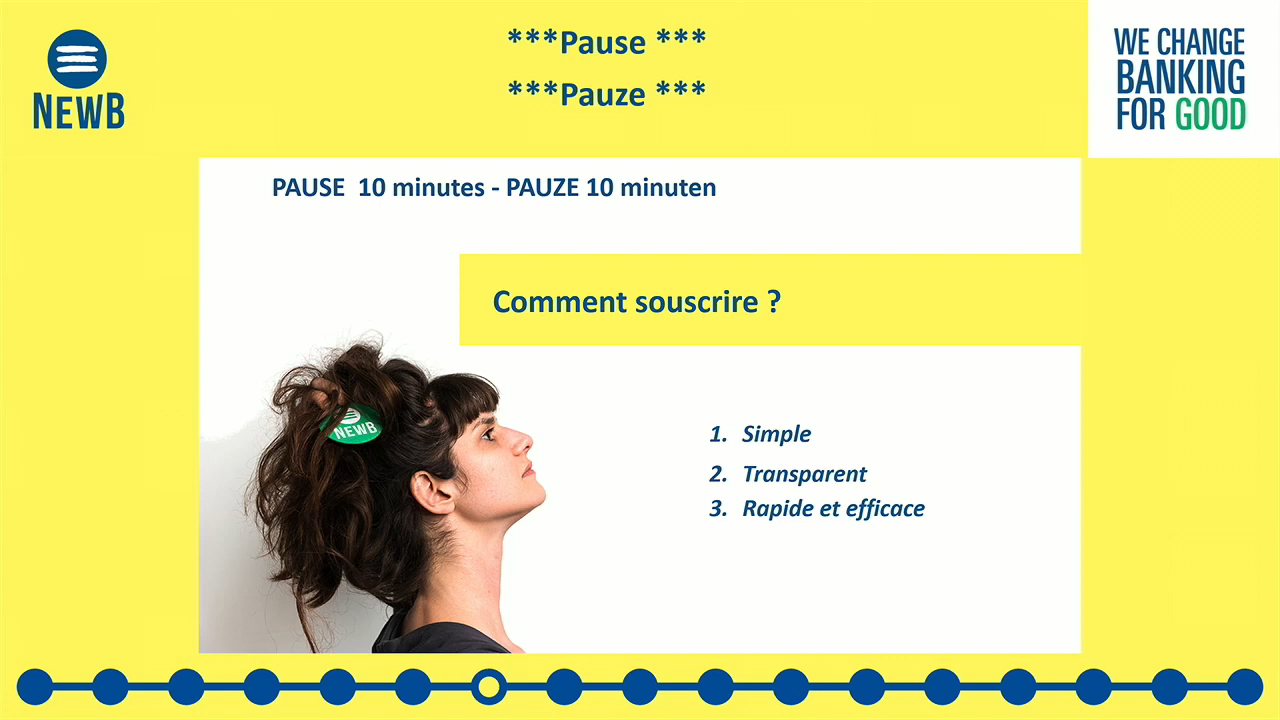 ***Pause ***
***Pauze ***
NEWB
WE CHANGE
BANKING
FOR GOOD
PAUSE  10 minutes - PAUZE 10 minuten
Comment souscrire ?
NEWB
1. Simple
2. Transparent
3. Rapide et efficace